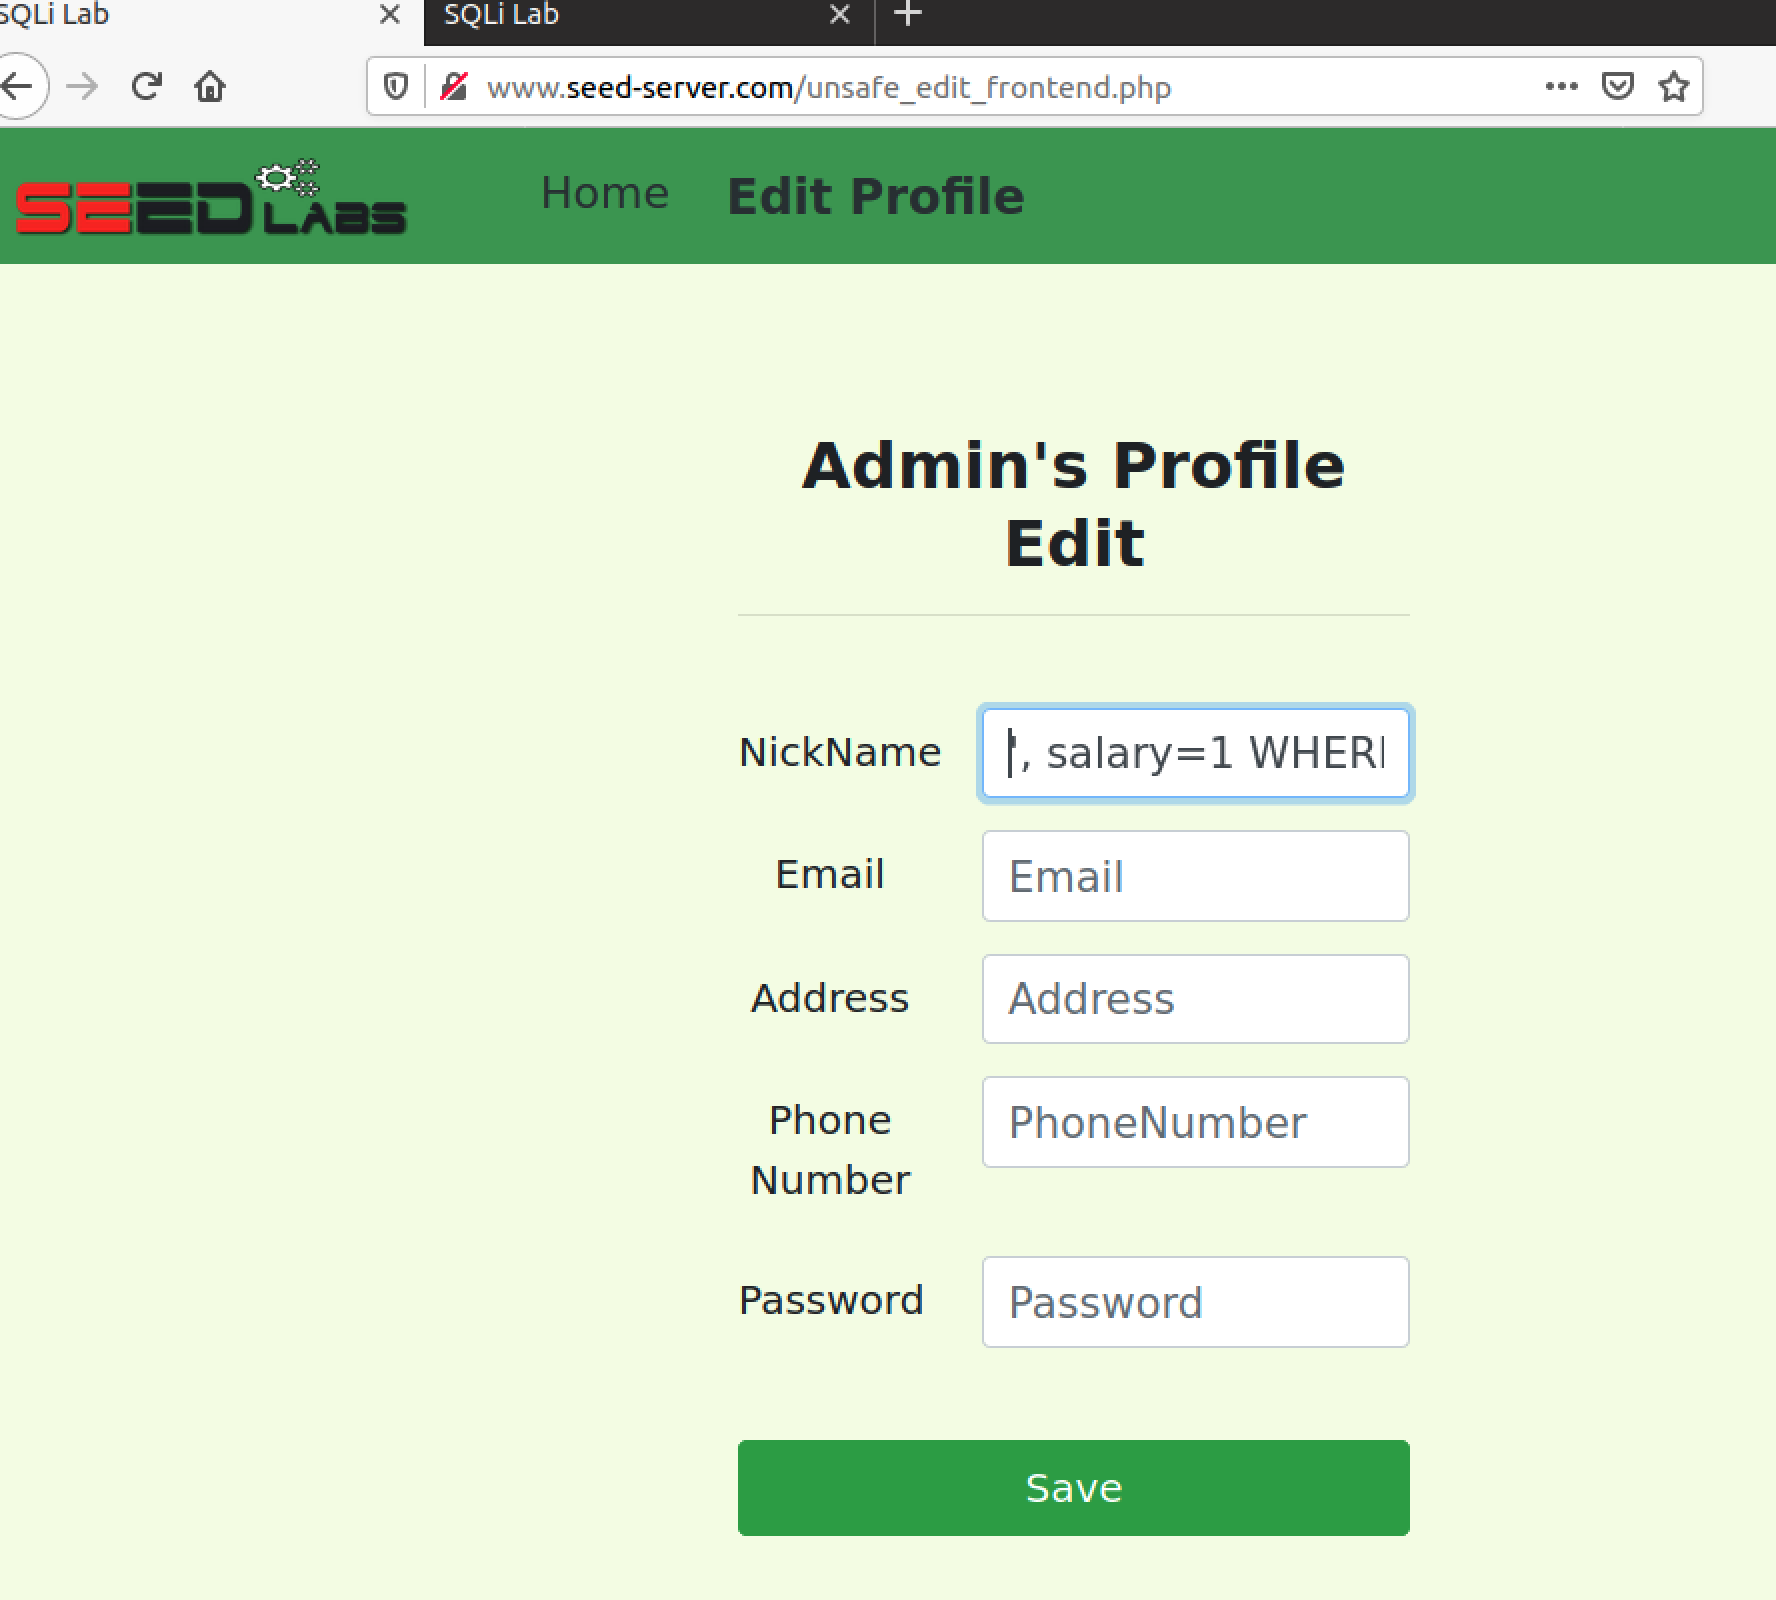 SQLi Lab SQLi Lab
www.seed-server.com/unsafe_edit_frontend.php
SEED LABS Home Edit Profile
Admin's Profile
Edit
NickName ', salary=1 WHER
Email Email
Address Address
Phone PhoneNumber
Number
Password Password
Save